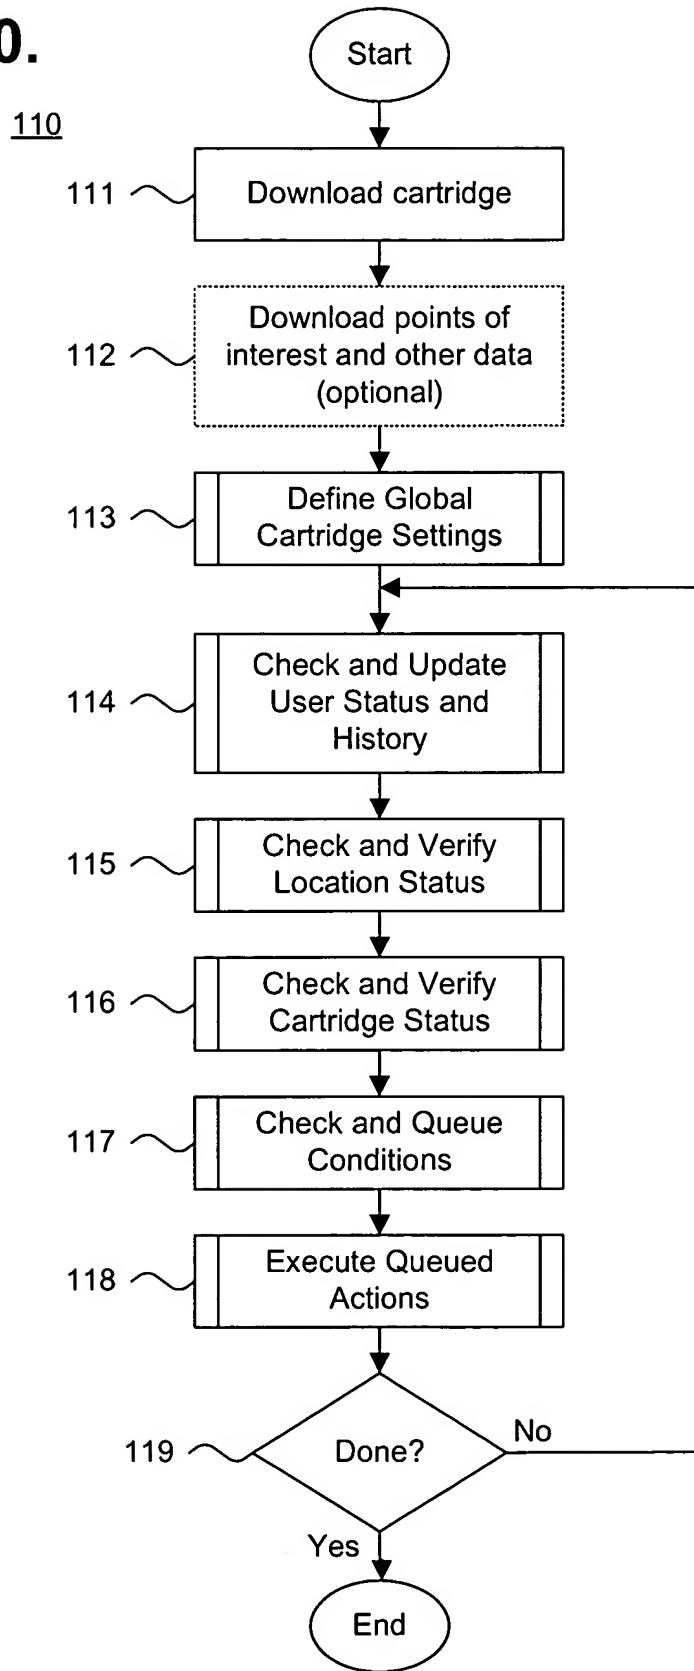 0.
110
Start
111
Download cartridge
112
Download points of
interest and other data
(optional)
113
Define Global
Cartridge Settings
114
Check and Update
User Status and
History
115
Check and Verify
Location Status
116
Check and Verify
Cartridge Status
117
Check and Queue
Conditions
118
Execute Queued
Actions
119
Done?
No
Yes
End